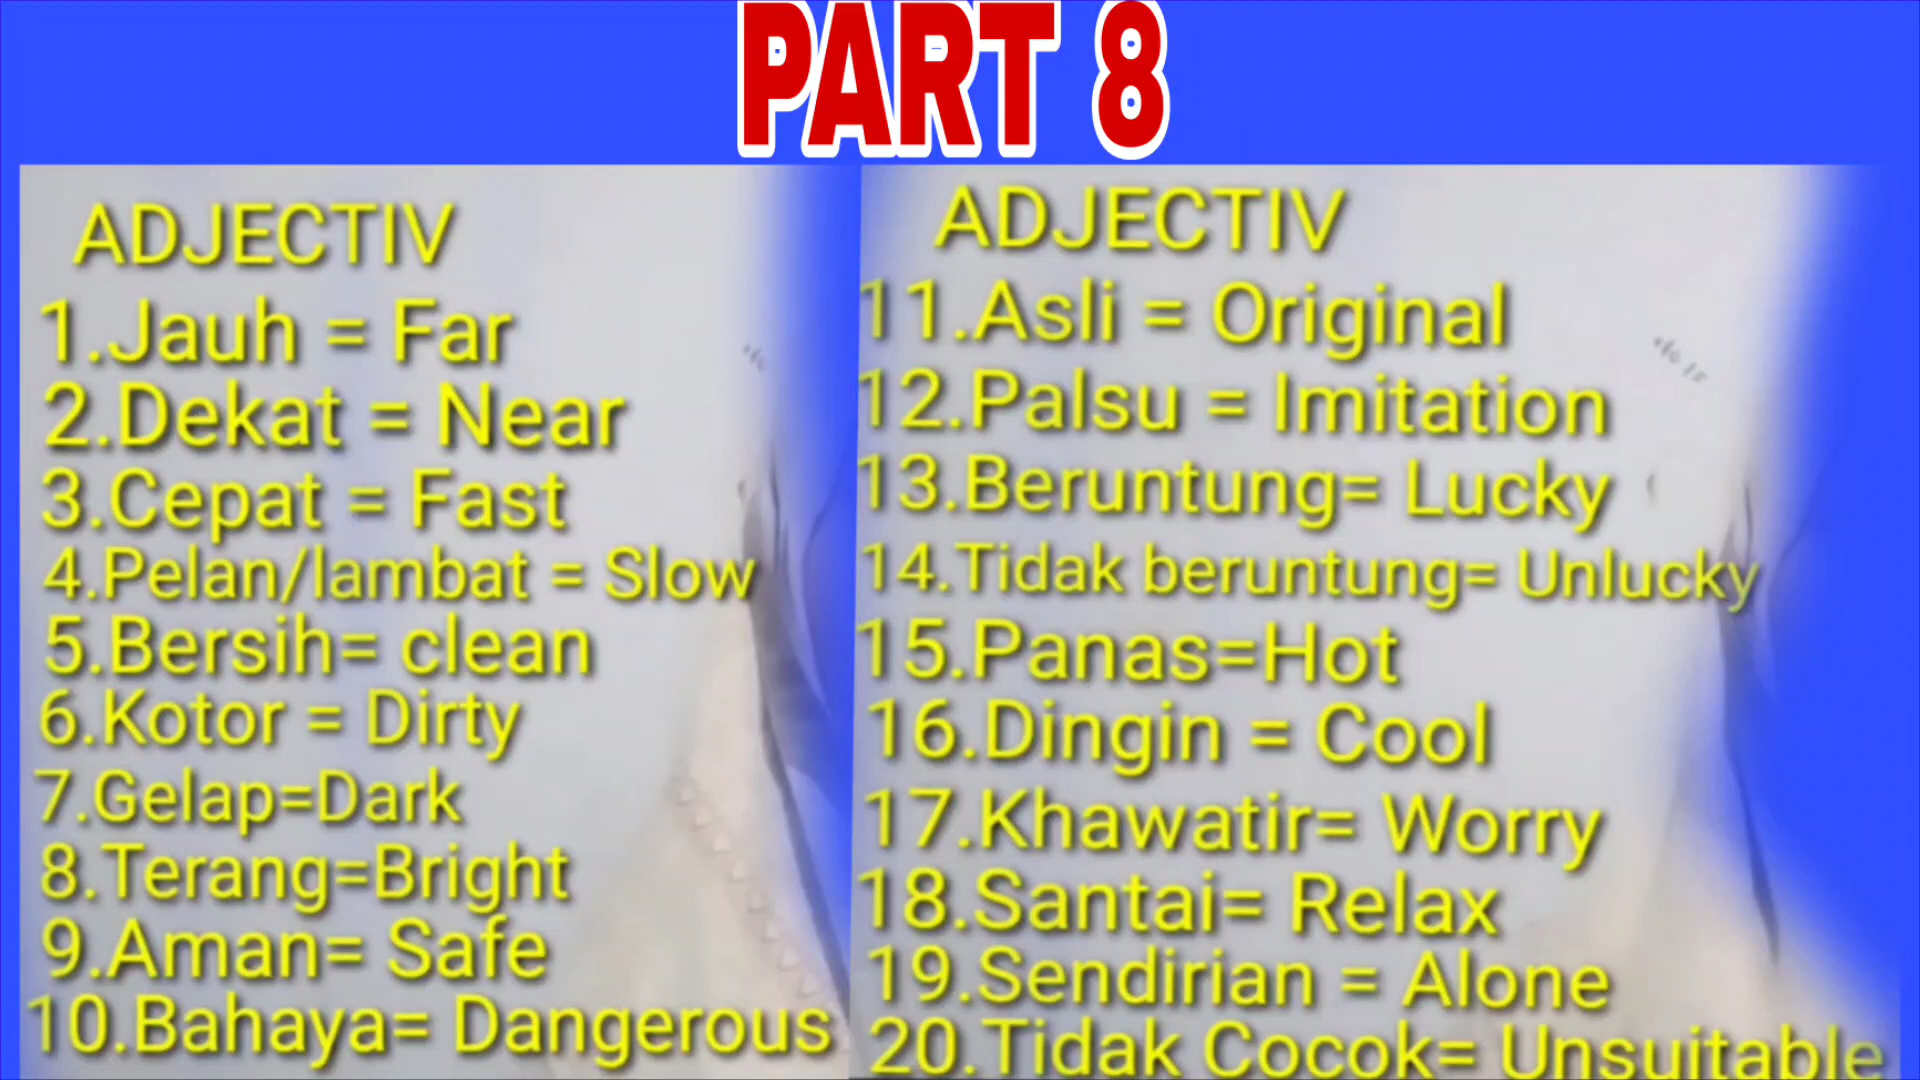 PART 8
ADJECTIV
1.Jauh = Far
2.Dekat = Near
3.Cepat = Fast
4.Pelan/lambat = Slow
5.Bersih= clean
6.Kotor = Dirty
7.Gelap=Dark
8.Terang=Bright
9.Aman= Safe
10.Bahaya= Dangerous
ADJECTIV
11.Asli = Original
12.Palsu = Imitation
13.Beruntung= Lucky
14.Tidak beruntung= Unlucky
15.Panas=Hot
16.Dingin = Cool
17.Khawatir= Worry
18.Santai= Relax
19.Sendirian = Alone
20.Tidak Cocok= Unsuitable